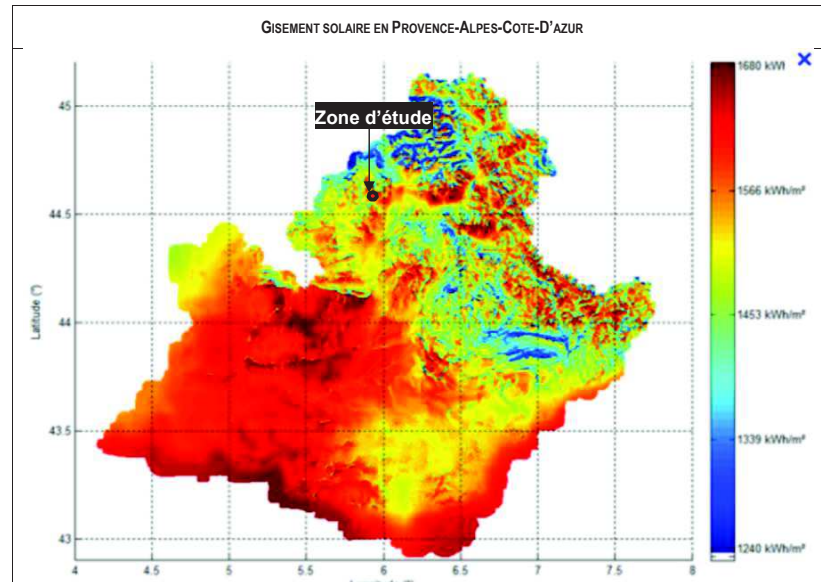 GISEMENT SOLAIRE EN PROVENCE-ALPES-COTE-D'AZUR
Zone d'étude
Latitude (°)
45
44.5
44
43.5
43
4
4.5
5
5.5
6
6.5
7
7.5
8
1680 kWł
1566 kWh/m²
1453 kWh/m²
1339 kWh/m²
1240 kWh/m²